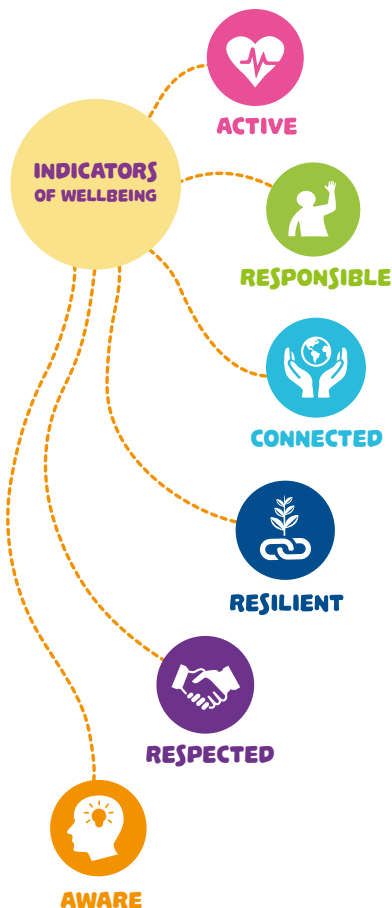 INDICATORS
OF WELLBEING
ACTIVE
RESPONSIBLE
CONNECTED
RESILIENT
RESPECTED
AWARE